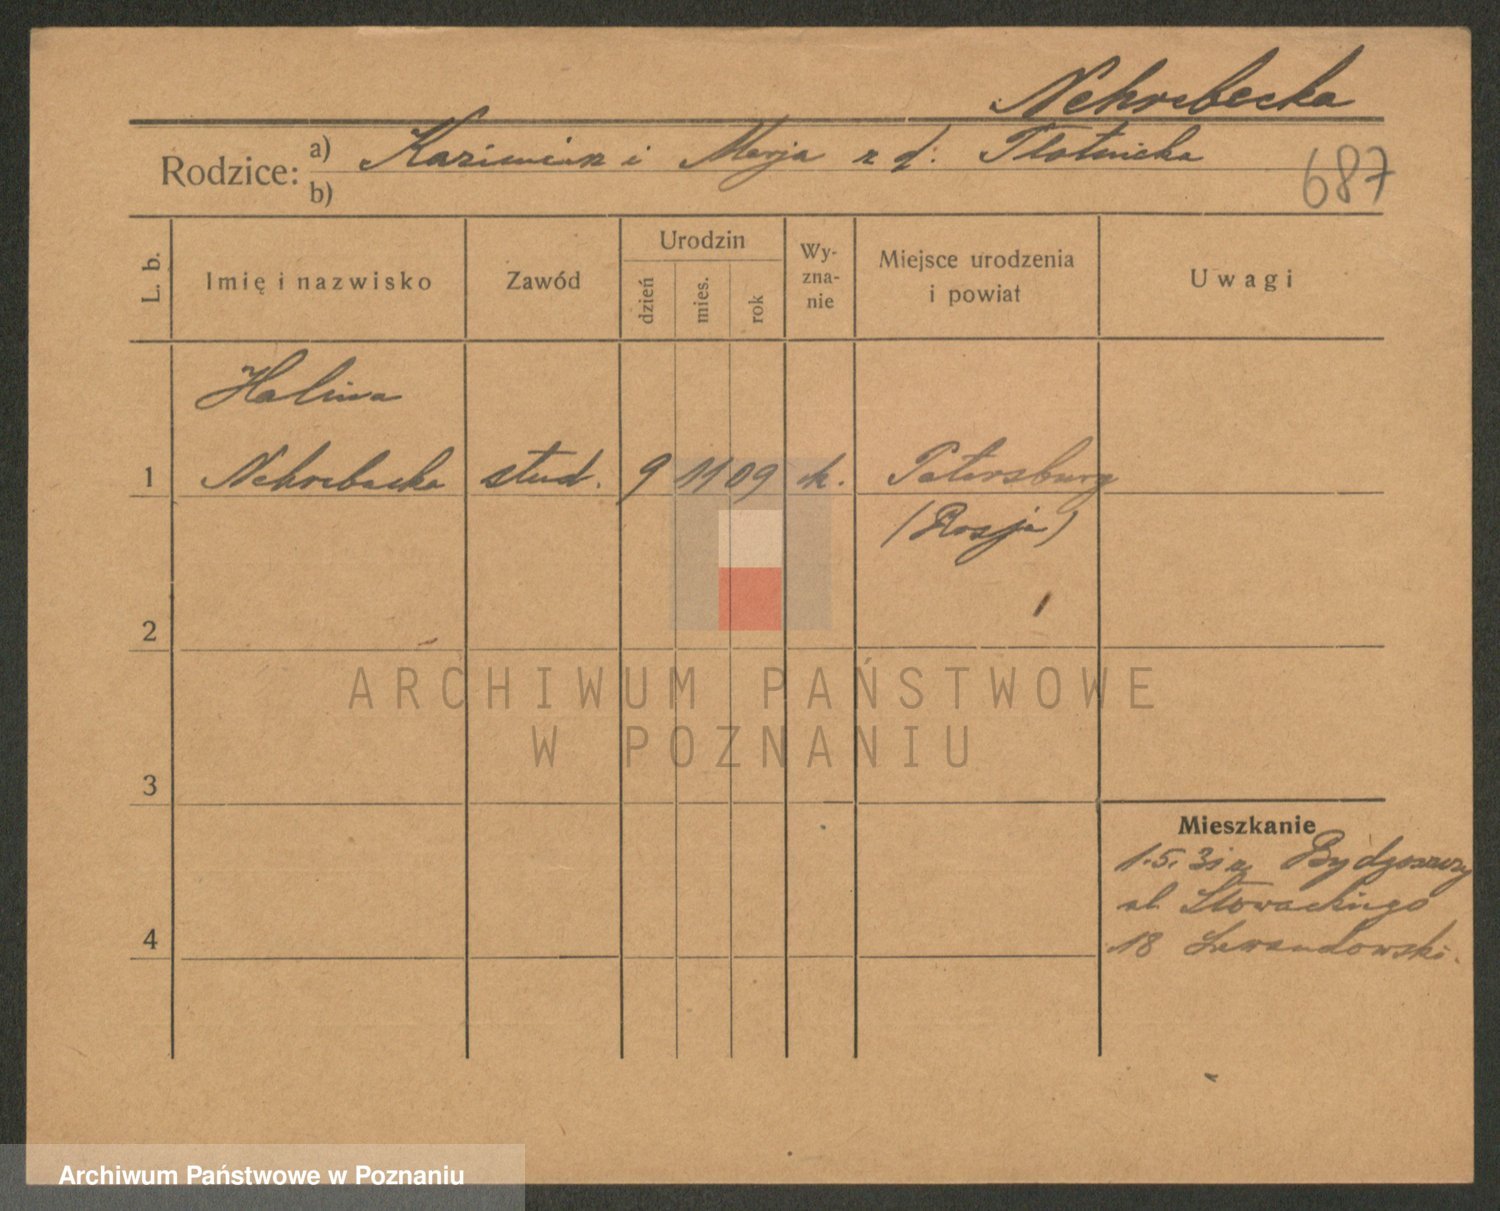 Nehrebecka
Rodzice: a) Kazimierz i Marja z d.
b)
687
L. b.
Imię i nazwisko
Zawód
Urodzin
dzień
mies.
rok
Wy-
zna-
nie
Miejsce urodzenia
i powiat
Uwagi
Halina
1 Nehrebecka stud. 9 11 09 k. Petersburg
(Rosja)
2
3
4
Mieszkanie
1.5.31 z Bydgoszczy
ul. Słowackiego
18 Lewandowski.
ARCHIWUM PAŃSTWOWE
W POZNANIU
Archiwum Państwowe w Poznaniu